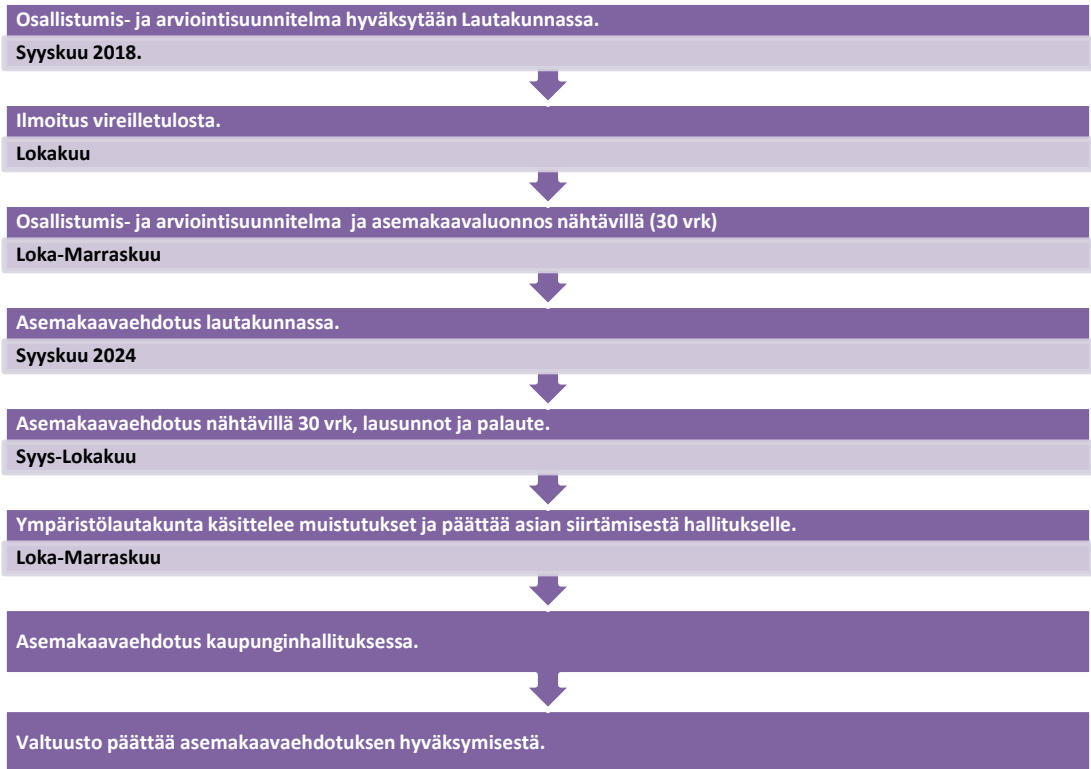 Osallistumis- ja arviointisuunnitelma hyväksytään Lautakunnassa.
Syyskuu 2018.
Ilmoitus vireilletulosta.
Lokakuu
Osallistumis- ja arviointisuunnitelma ja asemakaavaluonnos nähtävillä (30 vrk)
Loka-Marraskuu
Asemakaavaehdotus lautakunnassa.
Syyskuu 2024
Asemakaavaehdotus nähtävillä 30 vrk, lausunnot ja palaute.
Syys-Lokakuu
Ympäristölautakunta käsittelee muistutukset ja päättää asian siirtämisestä hallitukselle.
Loka-Marraskuu
Asemakaavaehdotus kaupunginhallituksessa.
Valtuusto päättää asemakaavaehdotuksen hyväksymisestä.